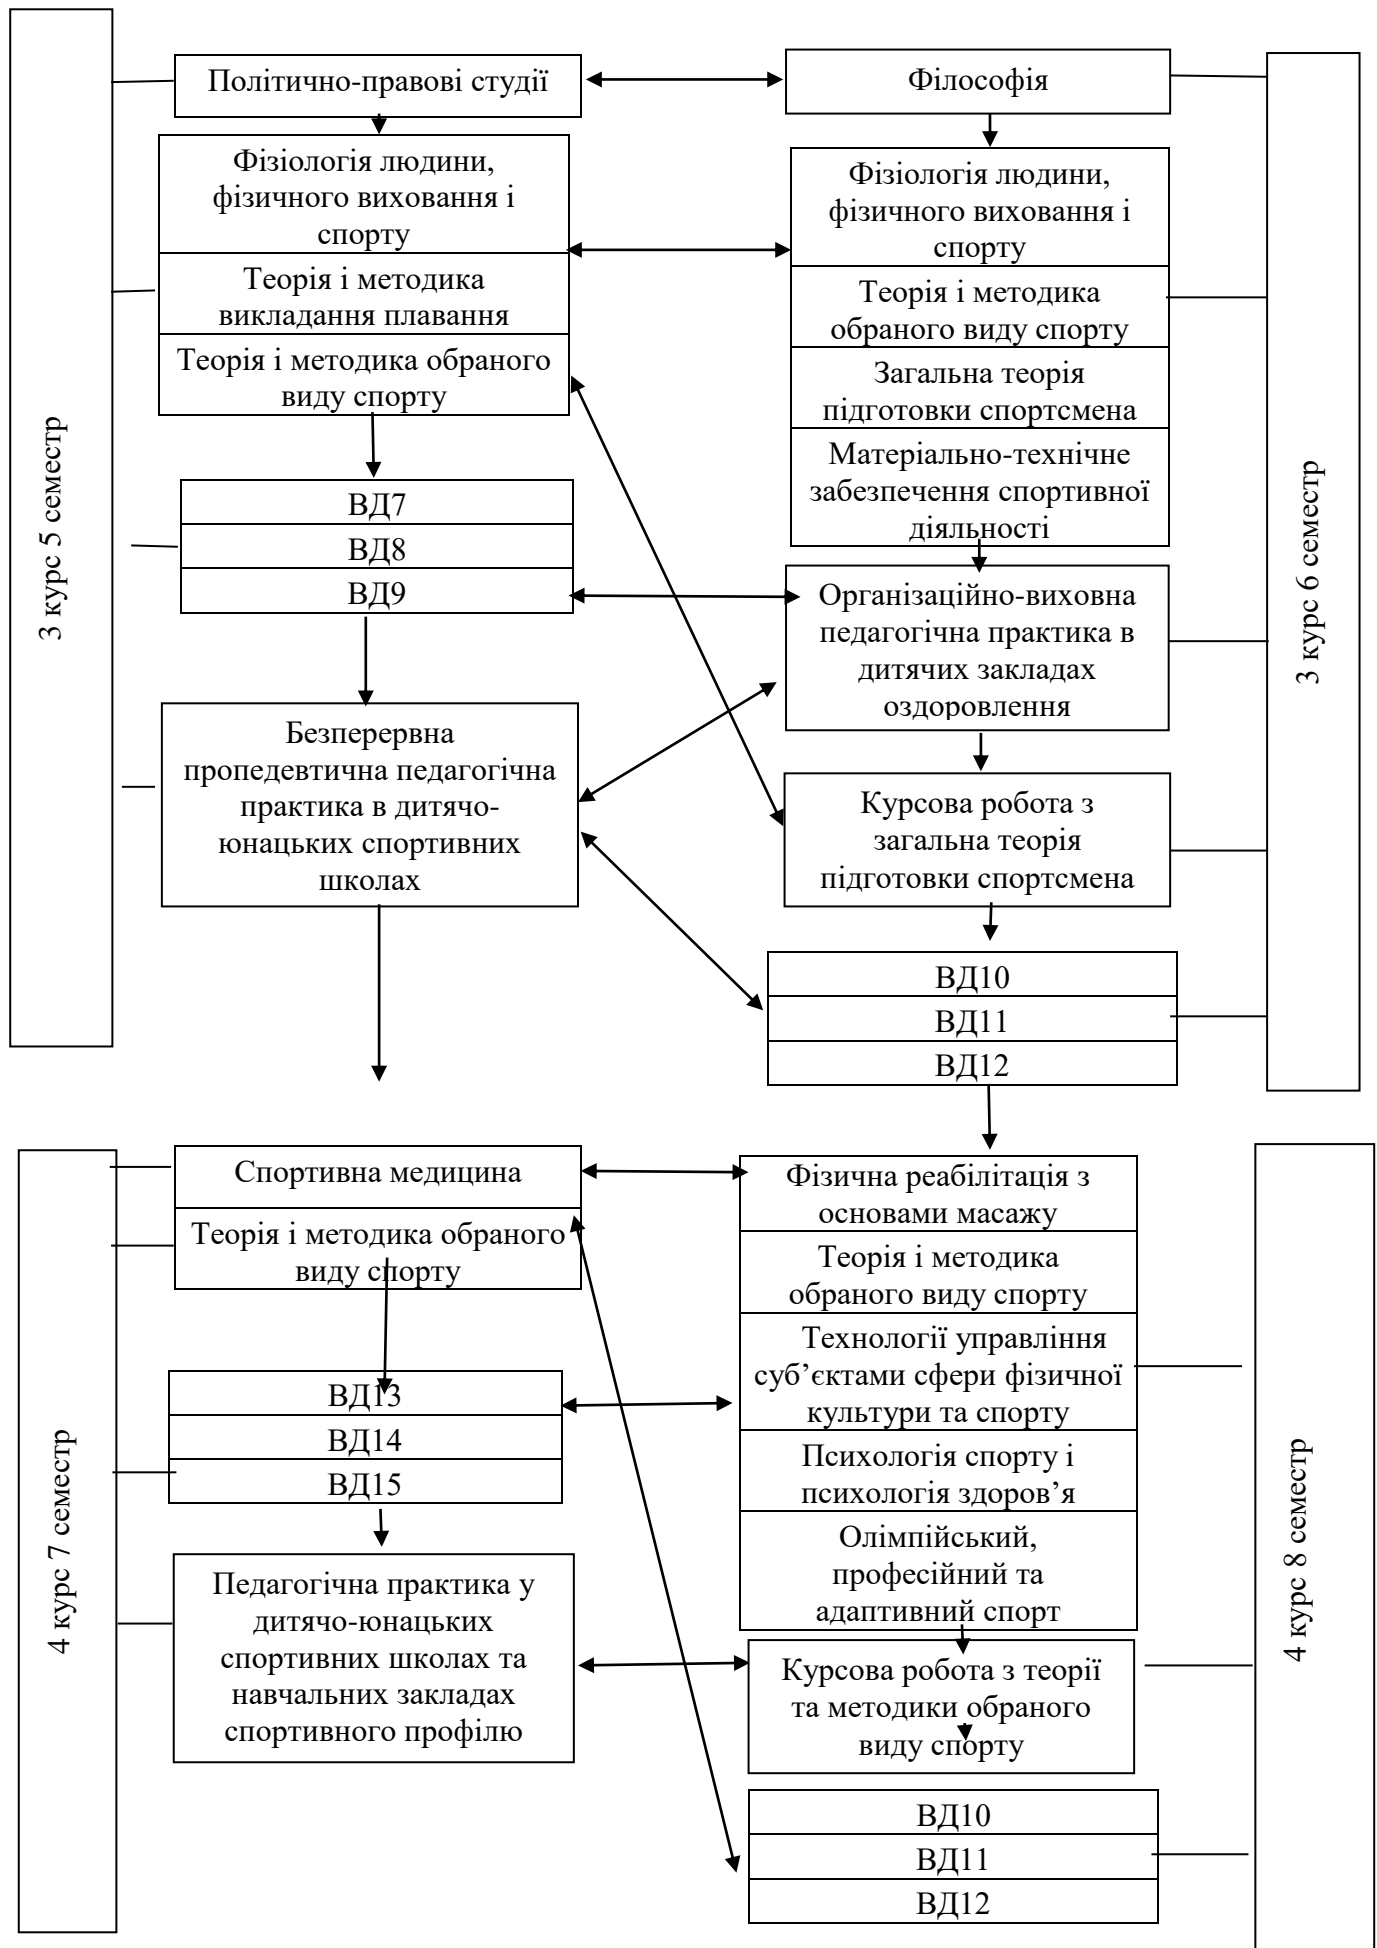 3 курс 5 семестр
Політично-правові студії
Фізіологія людини,
фізичного виховання і
спорту
Теорія і методика
викладання плавання
Теорія і методика обраного
виду спорту
ВД7
ВД8
ВД9
Безперервна
пропедевтична педагогічна
практика в дитячо-
юнацьких спортивних
школах
Філософія
Фізіологія людини,
фізичного виховання і
спорту
Теорія і методика
обраного виду спорту
Загальна теорія
підготовки спортсмена
Матеріально-технічне
забезпечення спортивної
діяльності
Організаційно-виховна
педагогічна практика в
дитячих закладах
оздоровлення
Курсова робота з
загальна теорія
підготовки спортсмена
ВД10
ВД11
ВД12
3 курс 6 семестр
4 курс 7 семестр
Спортивна медицина
Теорія і методика обраного
виду спорту
ВД13
ВД14
ВД15
Педагогічна практика у
дитячо-юнацьких
спортивних школах та
навчальних закладах
спортивного профілю
Фізична реабілітація з
основами масажу
Теорія і методика
обраного виду спорту
Технології управління
суб’єктами сфери фізичної
культури та спорту
Психологія спорту і
психологія здоров’я
Олімпійський,
професійний та
адаптивний спорт
Курсова робота з теорії
та методики обраного
виду спорту
ВД10
ВД11
ВД12
4 курс 8 семестр